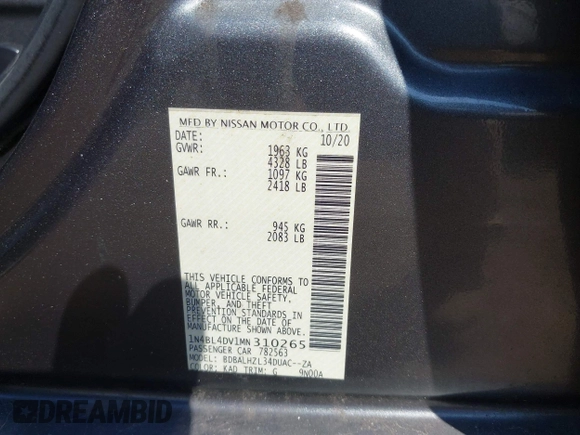 MFD BY NISSAN MOTOR CO., LTD.
DATE: 10/20
GVWR: 1963 KG
4328 LB
GAWR FR.: 1097 KG
2418 LB
GAWR RR.: 945 KG
2083 LB
THIS VEHICLE CONFORMS TO
ALL APPLICABLE FEDERAL
MOTOR VEHICLE SAFETY,
BUMPER, AND THEFT
PREVENTION STANDARDS
IN EFFECT ON THE DATE
OF MANUFACTURE
SHOWN ABOVE.
1N4BL4DV1MN310265
PASSENGER CAR 782563
MODEL: BDBALHZL34DUAC--ZA
COLOR: KAD TRIM: G 9N00A
DREAMBID